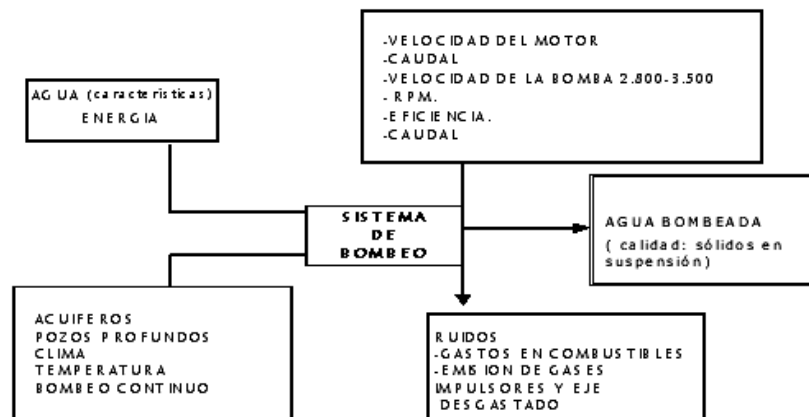 -VELOCIDAD DEL MOTOR
-CAUDAL
-VELOCIDAD DE LA BOMBA 2.800-3.500
- RPM.
-EFICIENCIA.
-CAUDAL
AGUA (caracteristicas)
ENERGIA
SISTEMA
DE
BOMBEO
AGUA BOMBEADA
( calidad: sólidos en
suspensión)
ACUIFEROS
POZOS PROFUNDOS
CLIMA
TEMPERATURA
BOMBEO CONTINUO
RUIDOS
-GASTOS EN COMBUSTIBLES
-EMISION DE GASES
IMPULSORES Y EJE
DESGASTADO